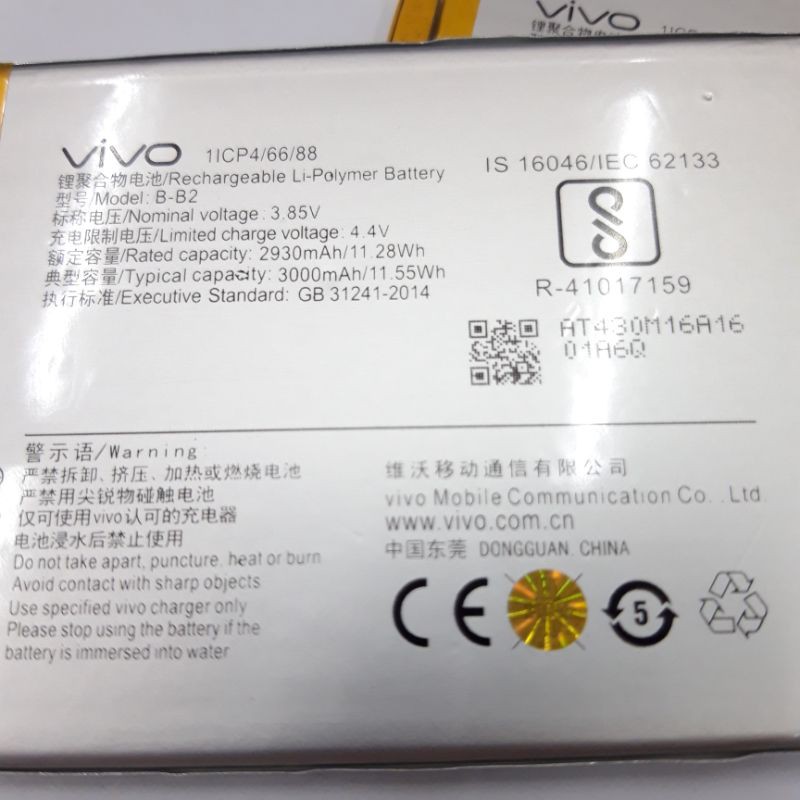 vivo
锂聚合物电池
vivo 1ICP4/66/88
锂聚合物电池/Rechargeable Li-Polymer Battery
型号/Model: B-B2
标称电压/Nominal voltage: 3.85V
充电限制电压/Limited charge voltage: 4.4V
额定容量/Rated capacity: 2930mAh/11.28Wh
典型容量/Typical capacity: 3000mAh/11.55Wh
执行标准/Executive Standard: GB 31241-2014
IS 16046/IEC 62133
R-41017159
AT430M16A16
01A6Q
警示语/Warning:
严禁拆卸、挤压、加热或燃烧电池
严禁用尖锐物碰触电池
仅可使用vivo认可的充电器
电池浸水后禁止使用
Do not take apart, puncture, heat or burn
Avoid contact with sharp objects
Use specified vivo charger only
Please stop using the battery if the
battery is immersed into water
维沃移动通信有限公司
vivo Mobile Communication Co., Ltd.
www.vivo.com.cn
中国东莞 DONGGUAN, CHINA
CE
5